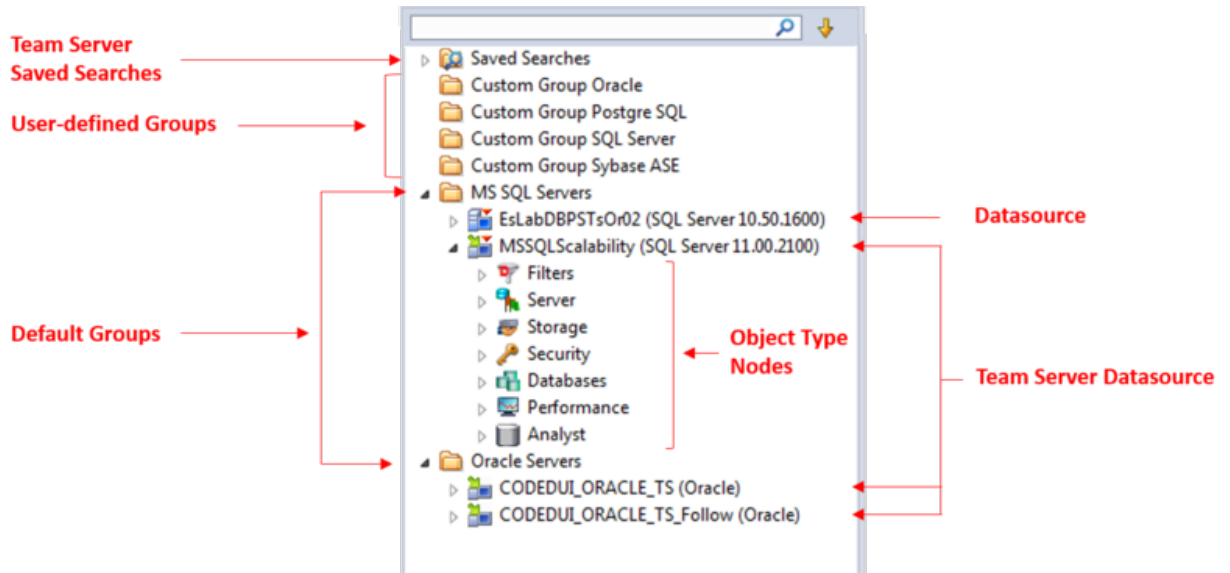 Team Server
Saved Searches
User-defined Groups
Default Groups
Saved Searches
Custom Group Oracle
Custom Group Postgre SQL
Custom Group SQL Server
Custom Group Sybase ASE
MS SQL Servers
EsLabDBPSTsOr02 (SQL Server 10.50.1600)
MSSQLScalability (SQL Server 11.00.2100)
Filters
Server
Storage
Security
Databases
Performance
Analyst
Oracle Servers
CODEDUI_ORACLE_TS (Oracle)
CODEDUI_ORACLE_TS_Follow (Oracle)
Object Type
Nodes
Datasource
Team Server Datasource